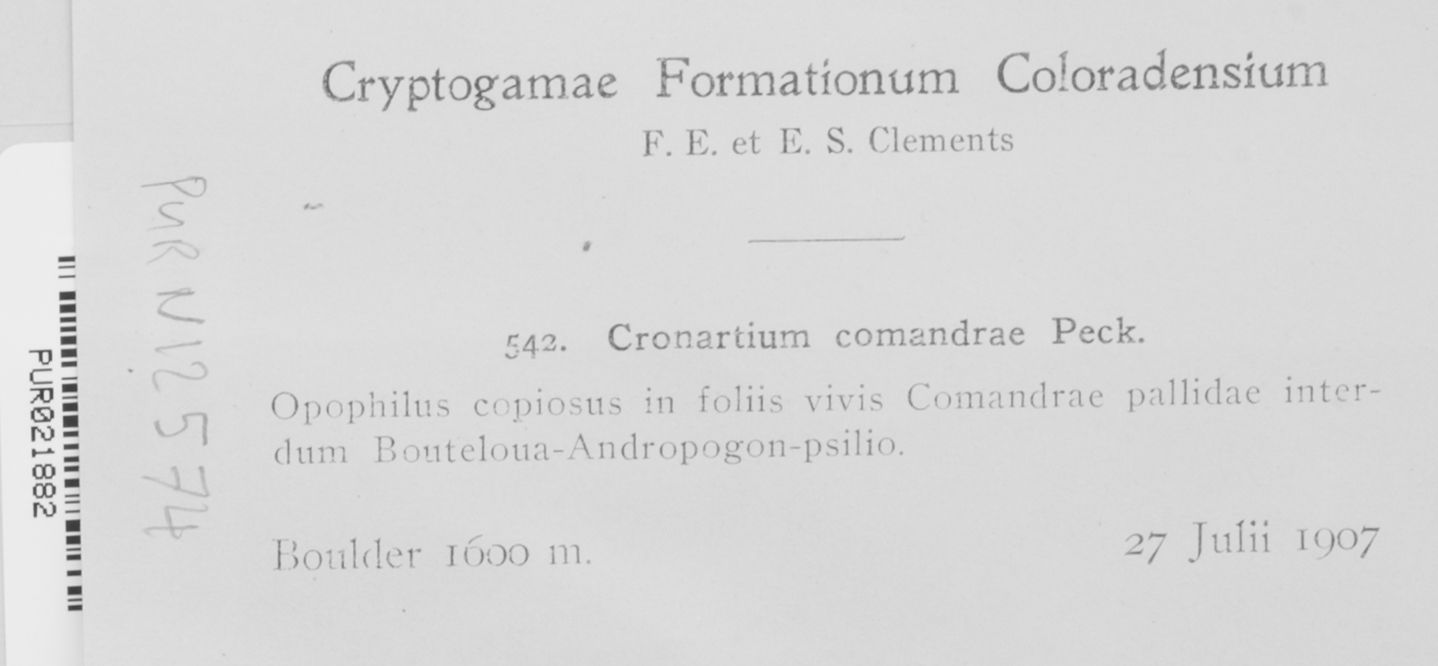 Cryptogamae Formationum Coloradensium
F. E. et E. S. Clements
542. Cronartium comandrae Peck.
Opophilus copiosus in foliis vivis Comandrae pallidae inter-
dum Bouteloua-Andropogon-psilio.
Boulder 1600 m.
27 Julii 1907
PUR N12574
PUR021882